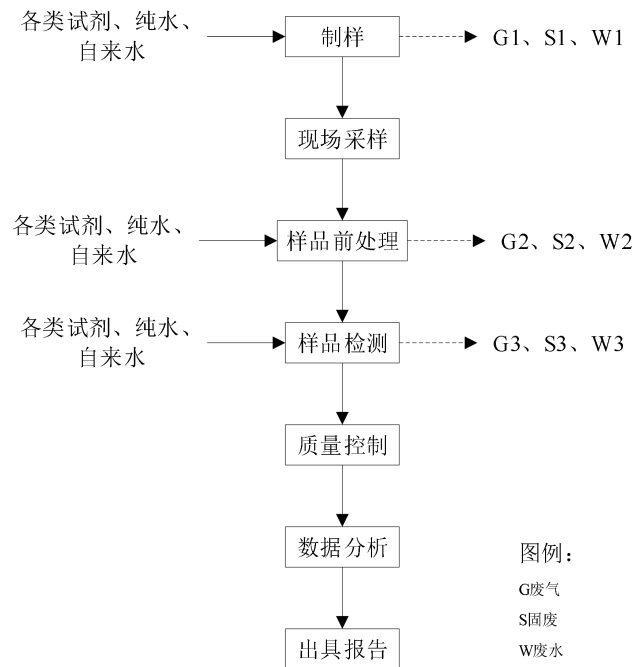 各类试剂、纯水、
自来水
制样
G1、S1、W1
现场采样
各类试剂、纯水、
自来水
样品前处理
G2、S2、W2
各类试剂、纯水、
自来水
样品检测
G3、S3、W3
质量控制
数据分析
出具报告
图例：
G废气
S固废
W废水